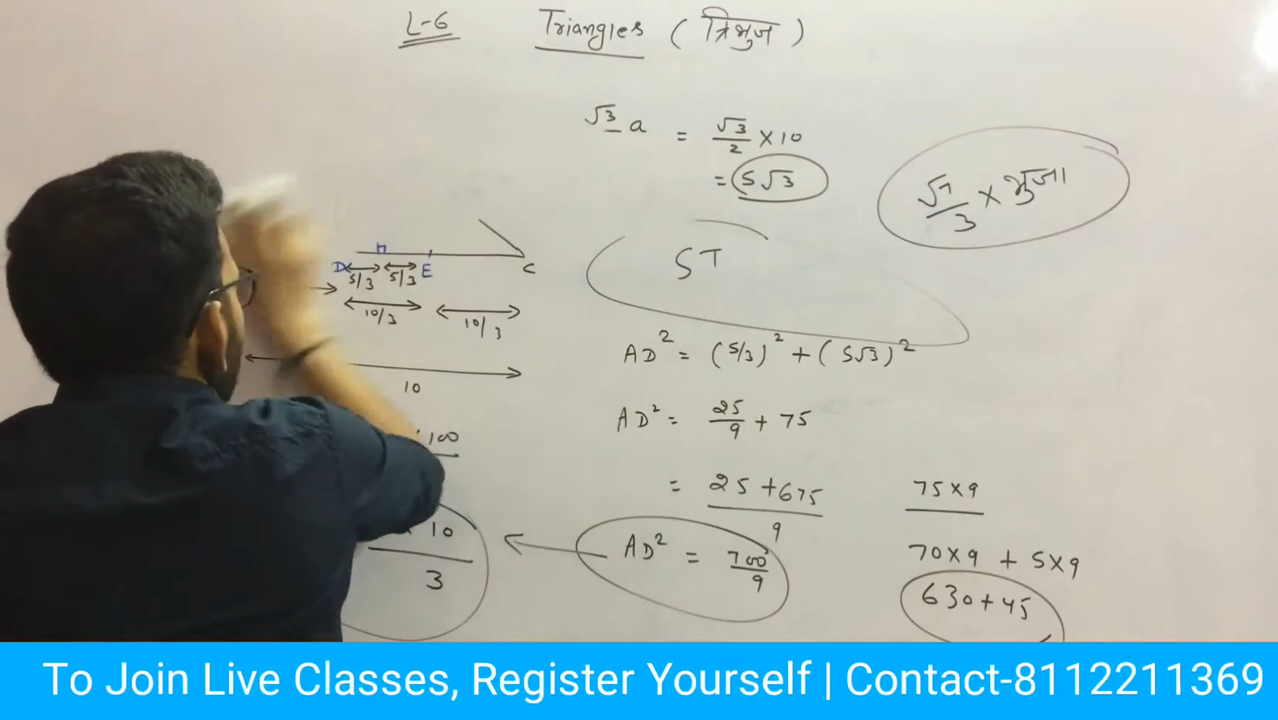 L-6 Triangles (त्रिभुज)
√3 a = √3/2 × 10
= 5√3
√7/3 × भुजा
ST
D H E C
5/3 5/3
10/3 10/3
10
AD² = (5/3)² + (5√3)²
AD² = 25/9 + 75
= 25 + 675 / 9
AD² = 700/9
100
10
3
75 × 9
70 × 9 + 5 × 9
630 + 45
To Join Live Classes, Register Yourself | Contact-8112211369